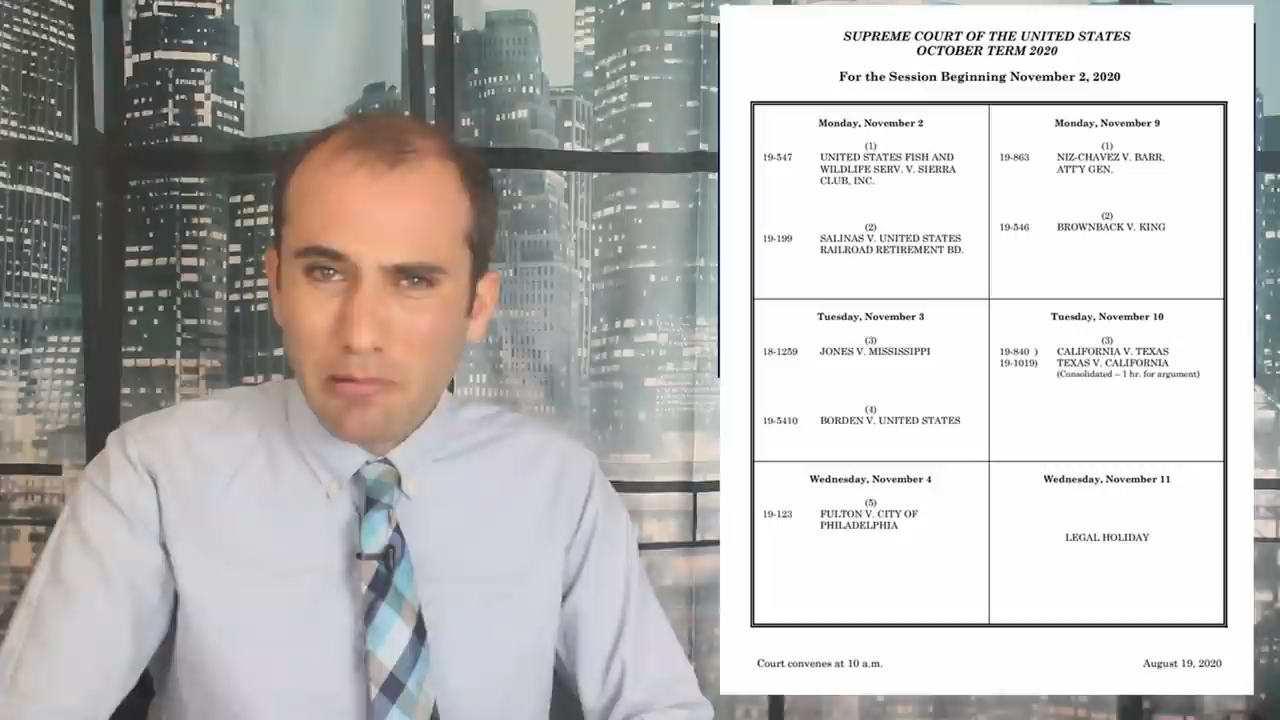 SUPREME COURT OF THE UNITED STATES
OCTOBER TERM 2020
For the Session Beginning November 2, 2020
Monday, November 2
(1)
19-547 UNITED STATES FISH AND
WILDLIFE SERV. V. SIERRA
CLUB, INC.
(2)
19-199 SALINAS V. UNITED STATES
RAILROAD RETIREMENT BD.
Monday, November 9
(1)
19-863 NIZ-CHAVEZ V. BARR,
ATT'Y GEN.
(2)
19-546 BROWNBACK V. KING
Tuesday, November 3
(3)
18-1259 JONES V. MISSISSIPPI
(4)
19-5410 BORDEN V. UNITED STATES
Tuesday, November 10
(3)
19-840 ) CALIFORNIA V. TEXAS
19-1019) TEXAS V. CALIFORNIA
(Consolidated – 1 hr. for argument)
Wednesday, November 4
(5)
19-123 FULTON V. CITY OF
PHILADELPHIA
Wednesday, November 11
LEGAL HOLIDAY
Court convenes at 10 a.m.
August 19, 2020